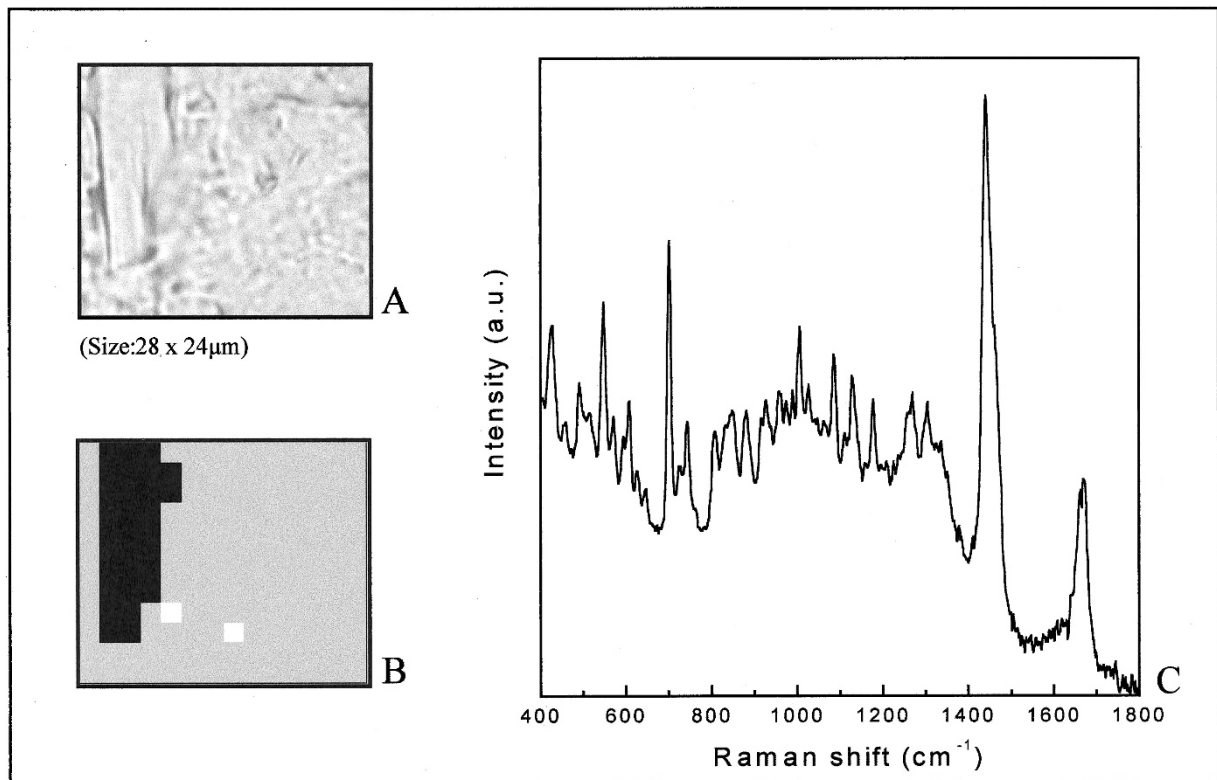 A
(Size:28 x 24μm)
B
Intensity (a.u.)
C
400 600 800 1000 1200 1400 1600 1800
Raman shift (cm⁻¹)